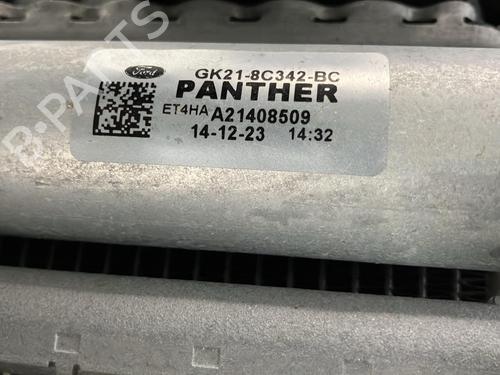 Ford
GK21-8C342-BC
PANTHER
ET4HA A21408509
14-12-23 14:32
B-PARTS